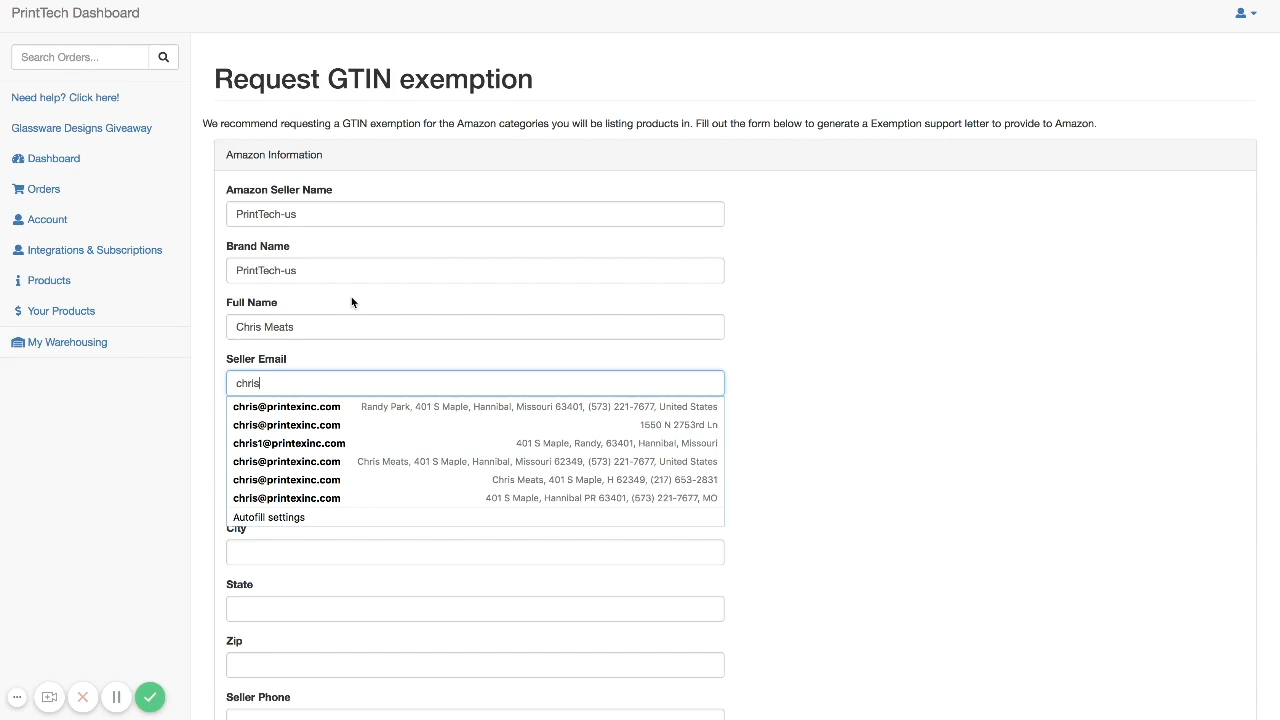 PrintTech Dashboard
Search Orders...
Need help? Click here!
Glassware Designs Giveaway
Dashboard
Orders
Account
Integrations & Subscriptions
Products
Your Products
My Warehousing
Request GTIN exemption
We recommend requesting a GTIN exemption for the Amazon categories you will be listing products in. Fill out the form below to generate a Exemption support letter to provide to Amazon.
Amazon Information
Amazon Seller Name
PrintTech-us
Brand Name
PrintTech-us
Full Name
Chris Meats
Seller Email
chris
chris@printexinc.com Randy Park, 401 S Maple, Hannibal, Missouri 63401, (573) 221-7677, United States
chris@printexinc.com 1550 N 2753rd Ln
chris1@printexinc.com 401 S Maple, Randy, 63401, Hannibal, Missouri
chris@printexinc.com Chris Meats, 401 S Maple, Hannibal, Missouri 62349, (573) 221-7677, United States
chris@printexinc.com Chris Meats, 401 S Maple, H 62349, (217) 653-2831
chris@printexinc.com 401 S Maple, Hannibal PR 63401, (573) 221-7677, MO
Autofill settings
City
State
Zip
Seller Phone